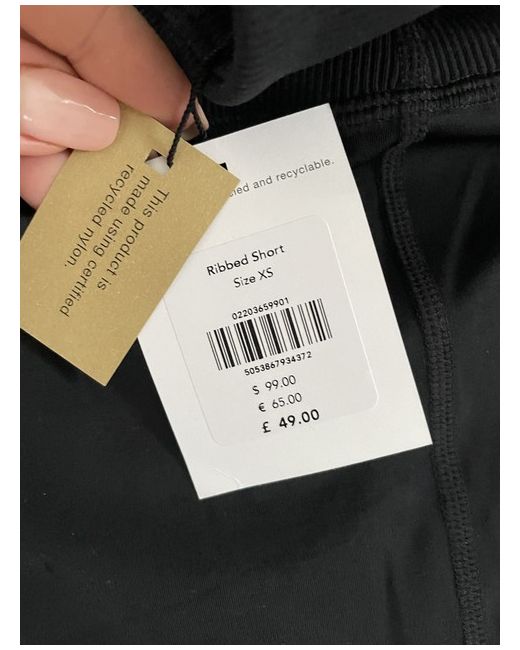 This product is
made using certified
recycled nylon.
and recyclable.
Ribbed Short
Size XS
02203659901
5053867934372
$ 99.00
€ 65.00
£ 49.00